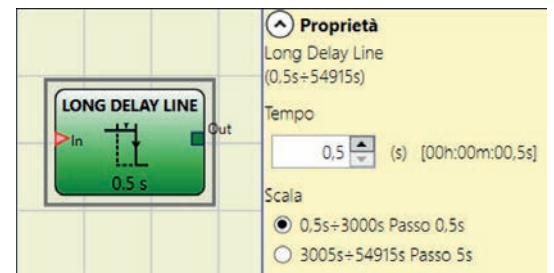 LONG DELAY LINE
In
Out
0.5 s
Proprietà
Long Delay Line
(0,5s÷54915s)
Tempo
0,5 (s) [00h:00m:00,5s]
Scala
0,5s÷3000s Passo 0,5s
3005s÷54915s Passo 5s